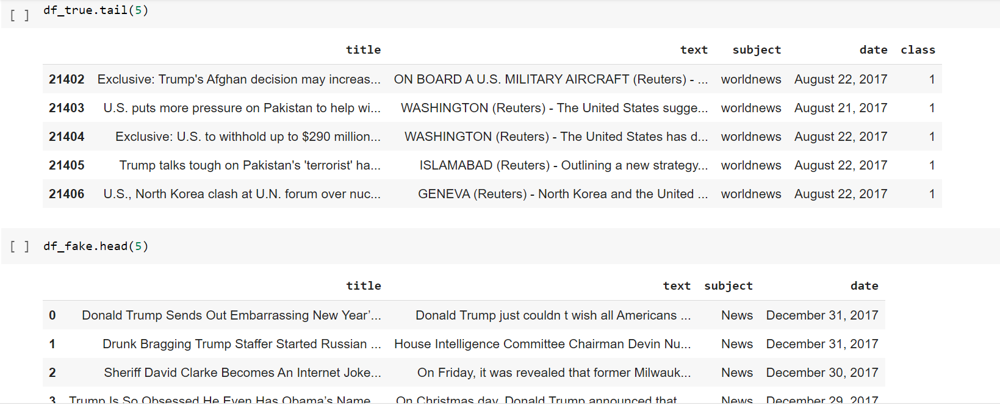 [ ] df_true.tail(5)
title text subject date class
21402 Exclusive: Trump's Afghan decision may increas... ON BOARD A U.S. MILITARY AIRCRAFT (Reuters) - ... worldnews August 22, 2017 1
21403 U.S. puts more pressure on Pakistan to help wi... WASHINGTON (Reuters) - The United States sugge... worldnews August 21, 2017 1
21404 Exclusive: U.S. to withhold up to $290 million... WASHINGTON (Reuters) - The United States has d... worldnews August 22, 2017 1
21405 Trump talks tough on Pakistan's 'terrorist' ha... ISLAMABAD (Reuters) - Outlining a new strategy... worldnews August 22, 2017 1
21406 U.S., North Korea clash at U.N. forum over nuc... GENEVA (Reuters) - North Korea and the United ... worldnews August 22, 2017 1
[ ] df_fake.head(5)
title text subject date
0 Donald Trump Sends Out Embarrassing New Year’... Donald Trump just couldn t wish all Americans ... News December 31, 2017
1 Drunk Bragging Trump Staffer Started Russian ... House Intelligence Committee Chairman Devin Nu... News December 31, 2017
2 Sheriff David Clarke Becomes An Internet Joke... On Friday, it was revealed that former Milwauk... News December 30, 2017
3 Trump Is So Obsessed He Even Has Obama’s Name... On Christmas day, Donald Trump announced that ... News December 29, 2017